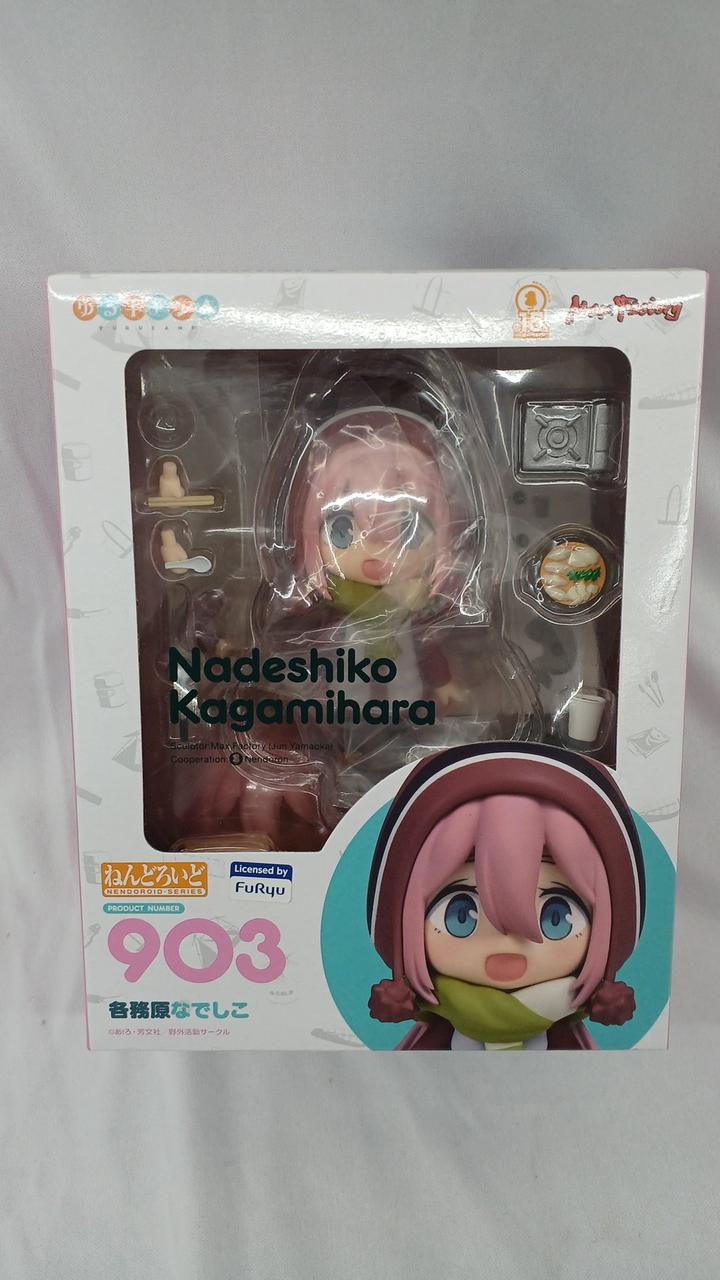 ゆるキャン△
YURUCAMP
Max Factory
Nadeshiko
Kagamihara
Sculptor:Max Factory (Jun Yamaoka)
Cooperation: Nendoron
ねんどろいど
NENDOROID·SERIES
Licensed by
FuRyu
PRODUCT NUMBER
903
各務原なでしこ
©あfろ・芳文社/野外活動サークル